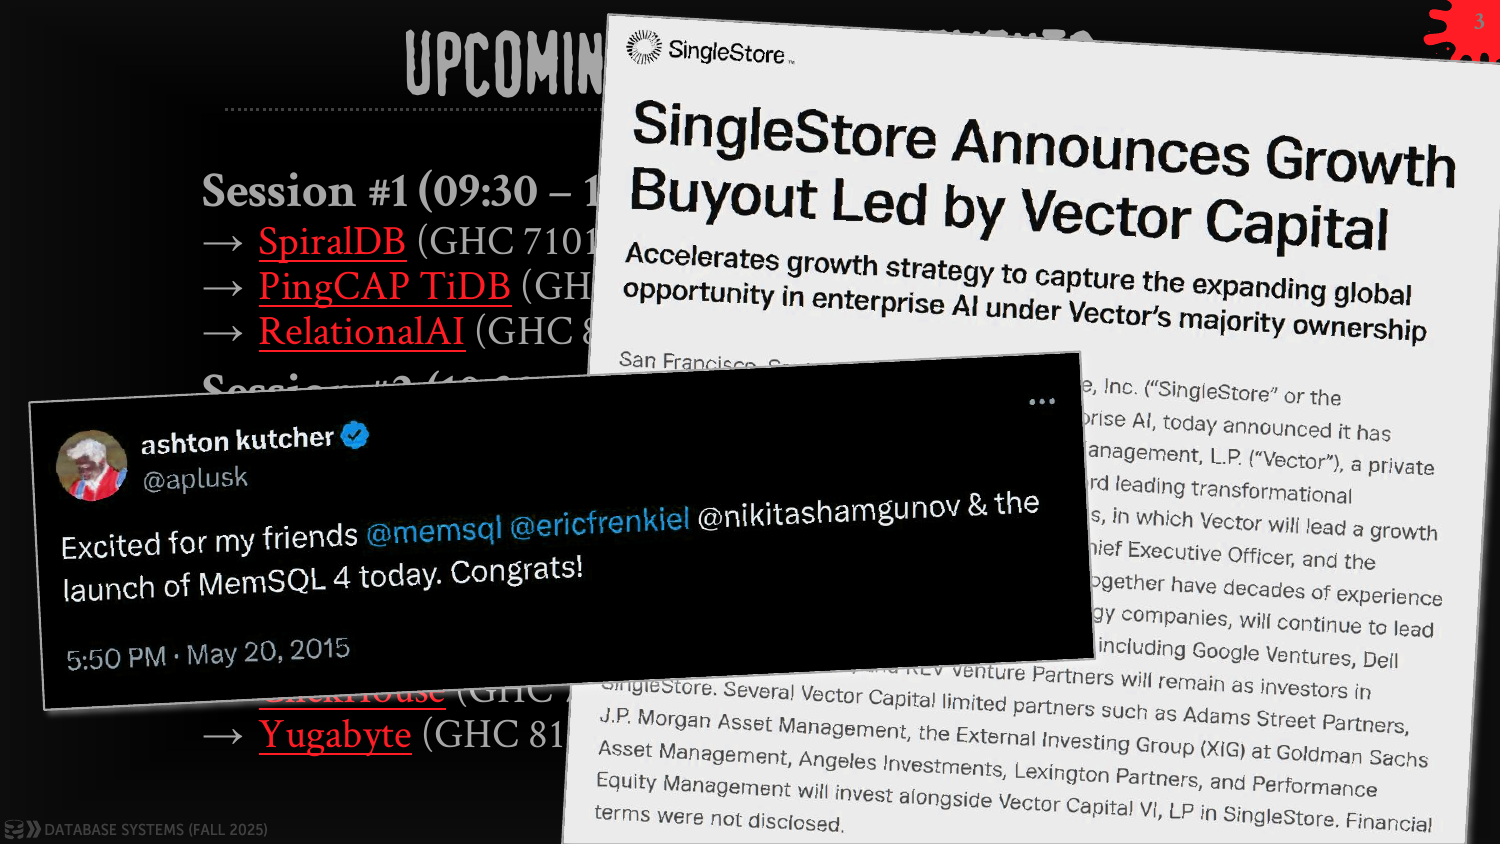 3
UPCOMIN
Session #1 (09:30 –
→ SpiralDB (GHC 7101
→ PingCAP TiDB (GH
→ RelationalAI (GHC
Session #2
ClickHouse (GHC
→ Yugabyte (GHC 81
DATABASE SYSTEMS (FALL 2025)
SingleStore™
SingleStore Announces Growth
Buyout Led by Vector Capital
Accelerates growth strategy to capture the expanding global
opportunity in enterprise AI under Vector's majority ownership
San Francisco,
, Inc. (“SingleStore” or the
AI, today announced it has
L.P. (“Vector”), a private
leading transformational
in which Vector will lead a growth
Executive Officer, and the
together have decades of experience
companies, will continue to lead
including Google Ventures, Dell
REV Venture Partners will remain as investors in
SingleStore. Several Vector Capital limited partners such as Adams Street Partners,
J.P. Morgan Asset Management, the External Investing Group (XIG) at Goldman Sachs
Asset Management, Angeles Investments, Lexington Partners, and Performance
Equity Management will invest alongside Vector Capital VI, LP in SingleStore. Financial
terms were not disclosed.
ashton kutcher
@aplusk
Excited for my friends @memsql @ericfrenkiel @nikitashamgunov & the
launch of MemSQL 4 today. Congrats!
5:50 PM · May 20, 2015